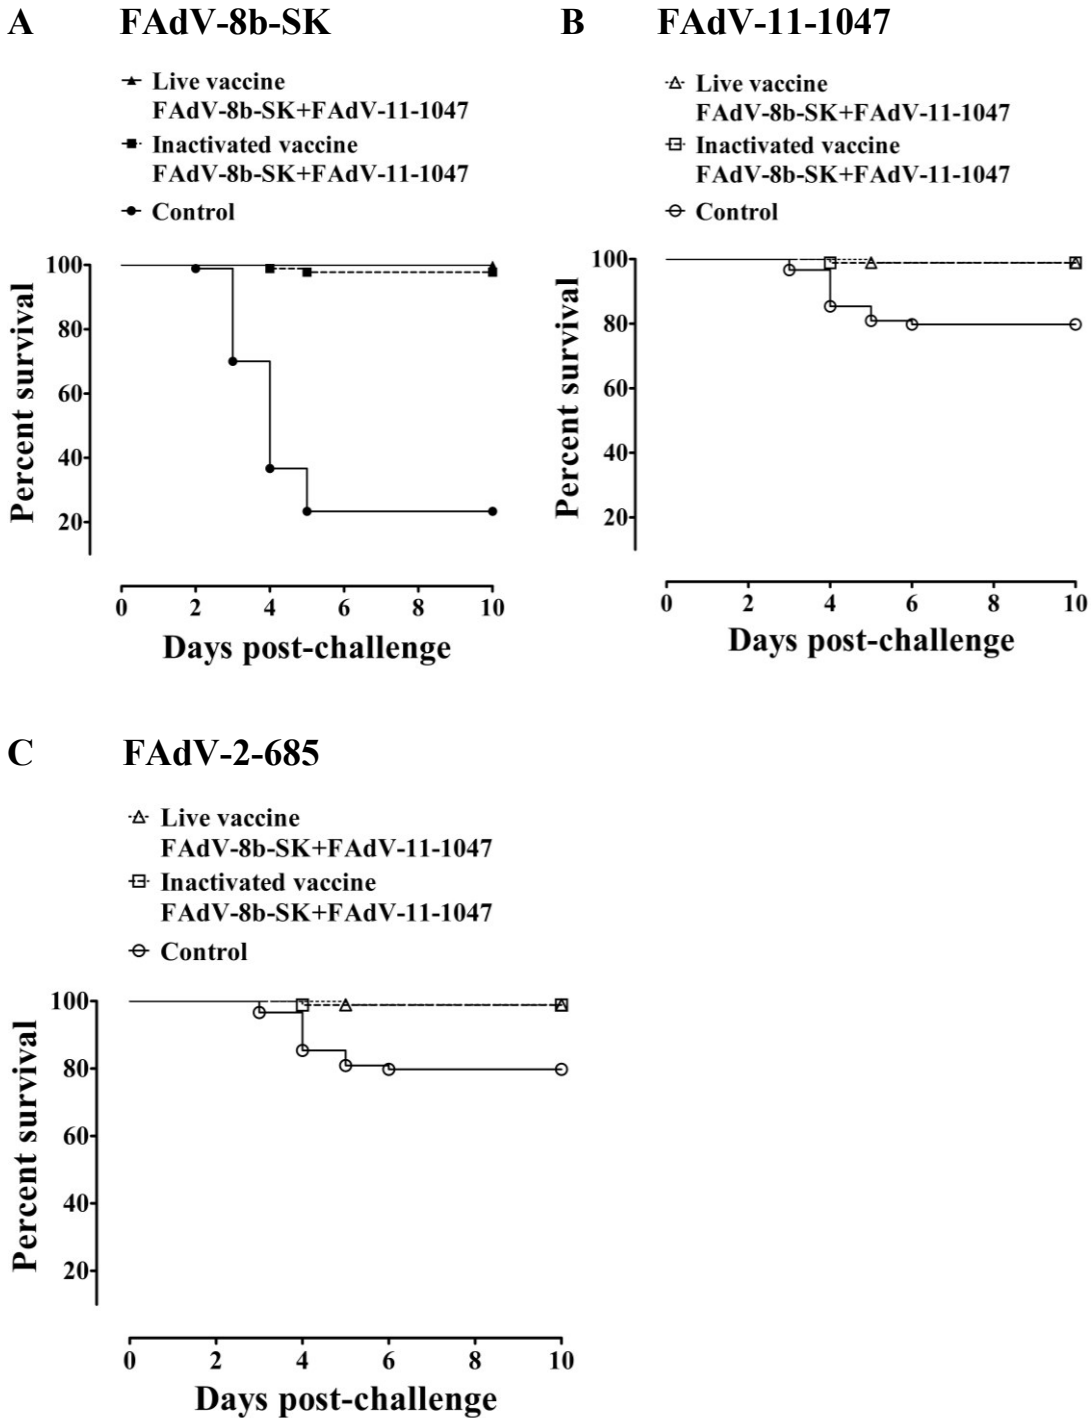 A FAdV-8b-SK
Live vaccine
FAdV-8b-SK+FAdV-11-1047
Inactivated vaccine
FAdV-8b-SK+FAdV-11-1047
Control
Percent survival
100
80
60
40
20
0 2 4 6 8 10
Days post-challenge
B FAdV-11-1047
Live vaccine
FAdV-8b-SK+FAdV-11-1047
Inactivated vaccine
FAdV-8b-SK+FAdV-11-1047
Control
Percent survival
100
80
60
40
20
0 2 4 6 8 10
Days post-challenge
C FAdV-2-685
Live vaccine
FAdV-8b-SK+FAdV-11-1047
Inactivated vaccine
FAdV-8b-SK+FAdV-11-1047
Control
Percent survival
100
80
60
40
20
0 2 4 6 8 10
Days post-challenge